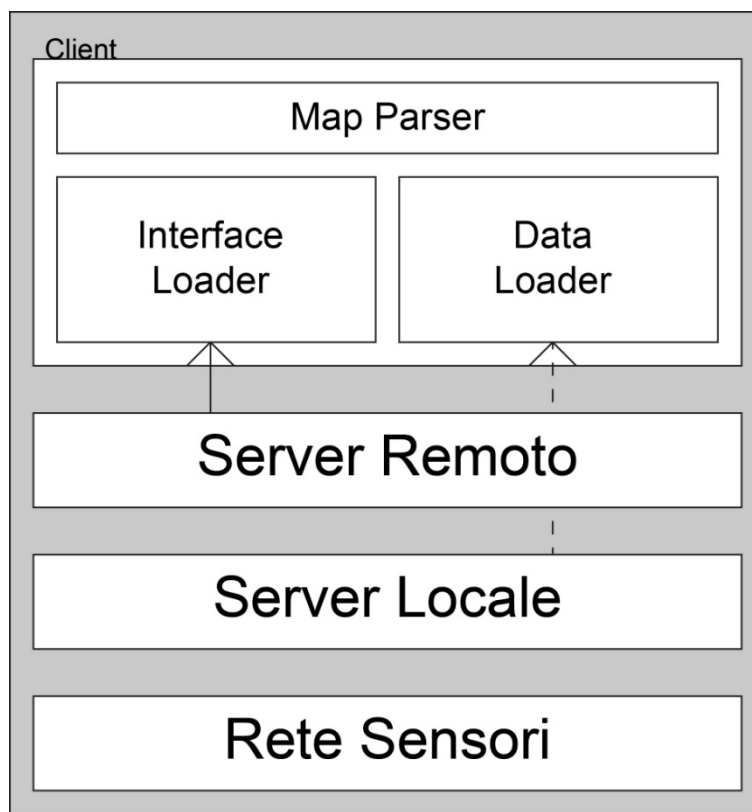 Client
Map Parser
Interface
Loader
Data
Loader
Server Remoto
Server Locale
Rete Sensori